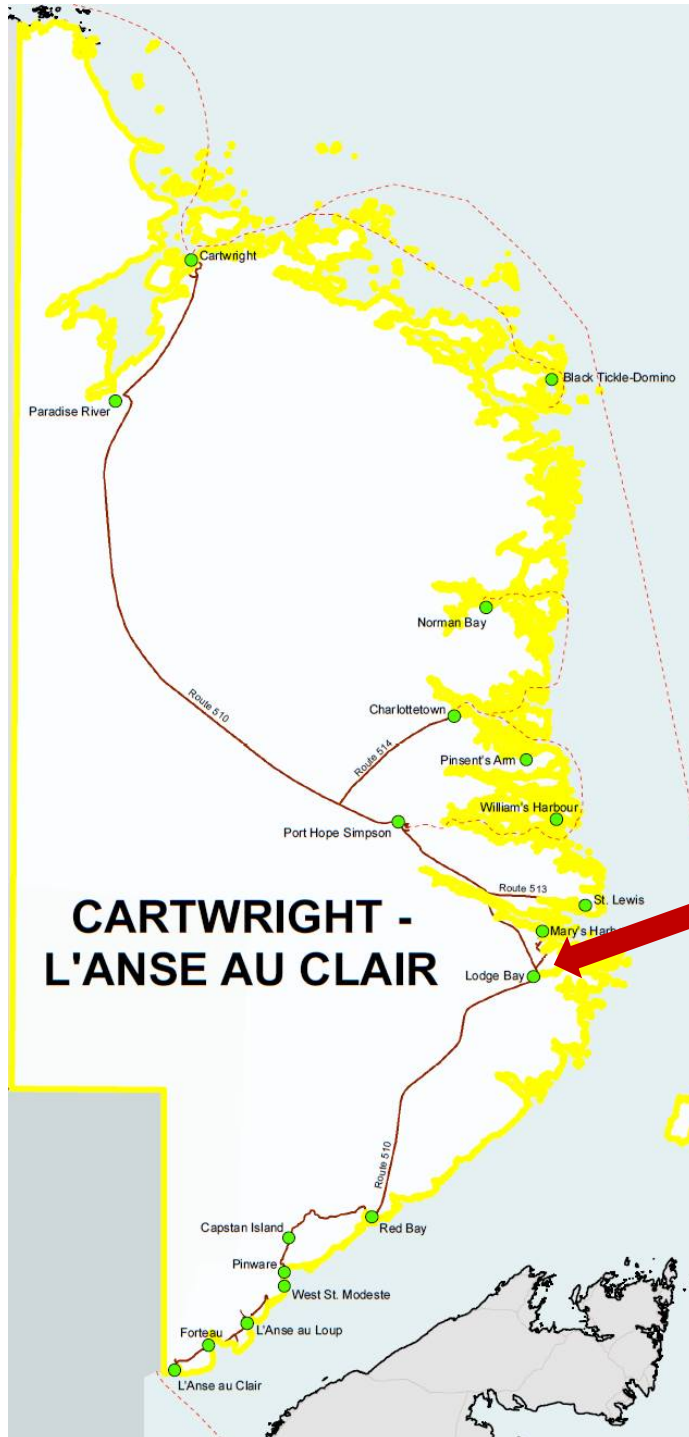 Cartwright
Black Tickle-Domino
Paradise River
Norman Bay
Route 510
Charlottetown
Route 514
Pinsent's Arm
William's Harbour
Port Hope Simpson
Route 513
St. Lewis
CARTWRIGHT -
L'ANSE AU CLAIR
Mary's Harb
Lodge Bay
Route 510
Capstan Island
Red Bay
Pinware
West St. Modeste
L'Anse au Loup
Forteau
L'Anse au Clair